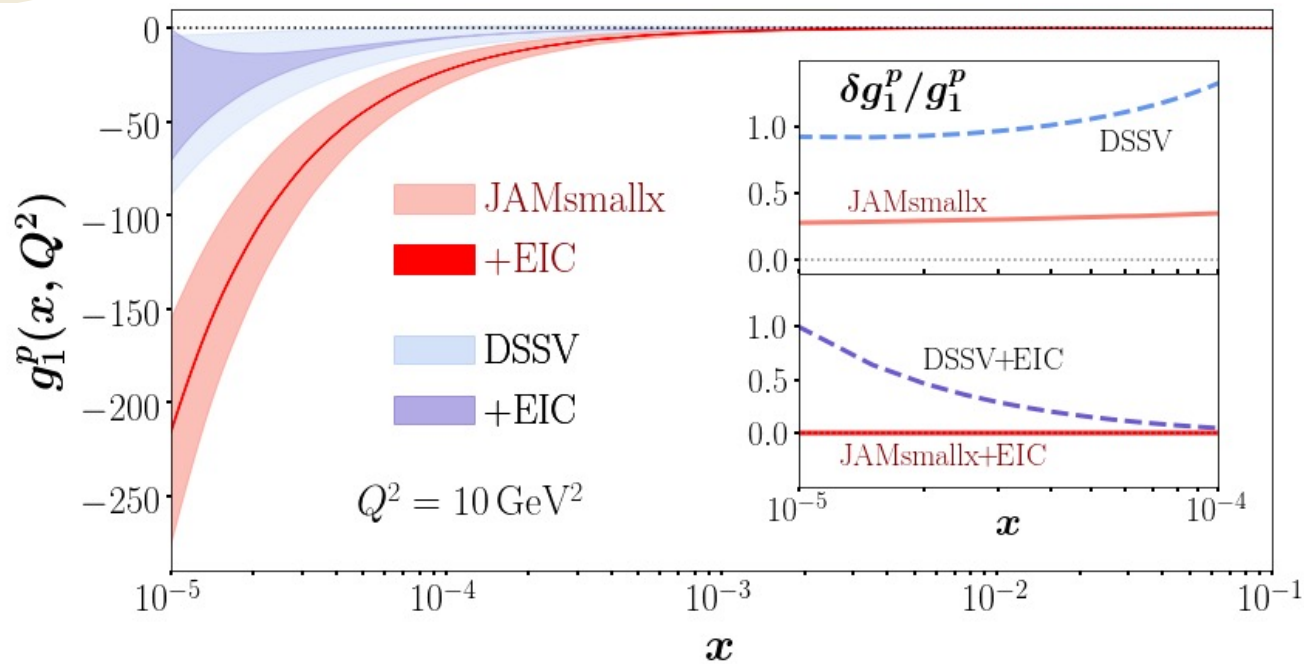 g₁ᵖ(x, Q²)
0
−50
−100
−150
−200
−250
JAMsmallx
+EIC
DSSV
+EIC
Q² = 10 GeV²
δg₁ᵖ/g₁ᵖ
1.0
0.5
0.0
DSSV
JAMsmallx
1.0
0.5
0.0
DSSV+EIC
JAMsmallx+EIC
10⁻⁵ 10⁻⁴
x
10⁻⁵ 10⁻⁴ 10⁻³ 10⁻² 10⁻¹
x